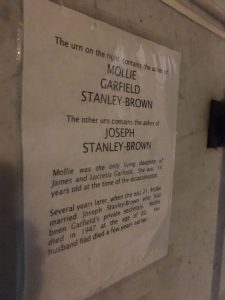 The urn on the right contains the ashes of
MOLLIE
GARFIELD
STANLEY-BROWN
The other urn contains the ashes of
JOSEPH
STANLEY-BROWN
Mollie was the only living daughter of
James and Lucretia Garfield. She was 14
years old at the time of the assassination.
Several years later, when she was 21, Mollie
married Joseph Stanley-Brown who had
been Garfield's private secretary. Mollie
died in 1947 at the age of 80. Her
husband had died a few years earlier.